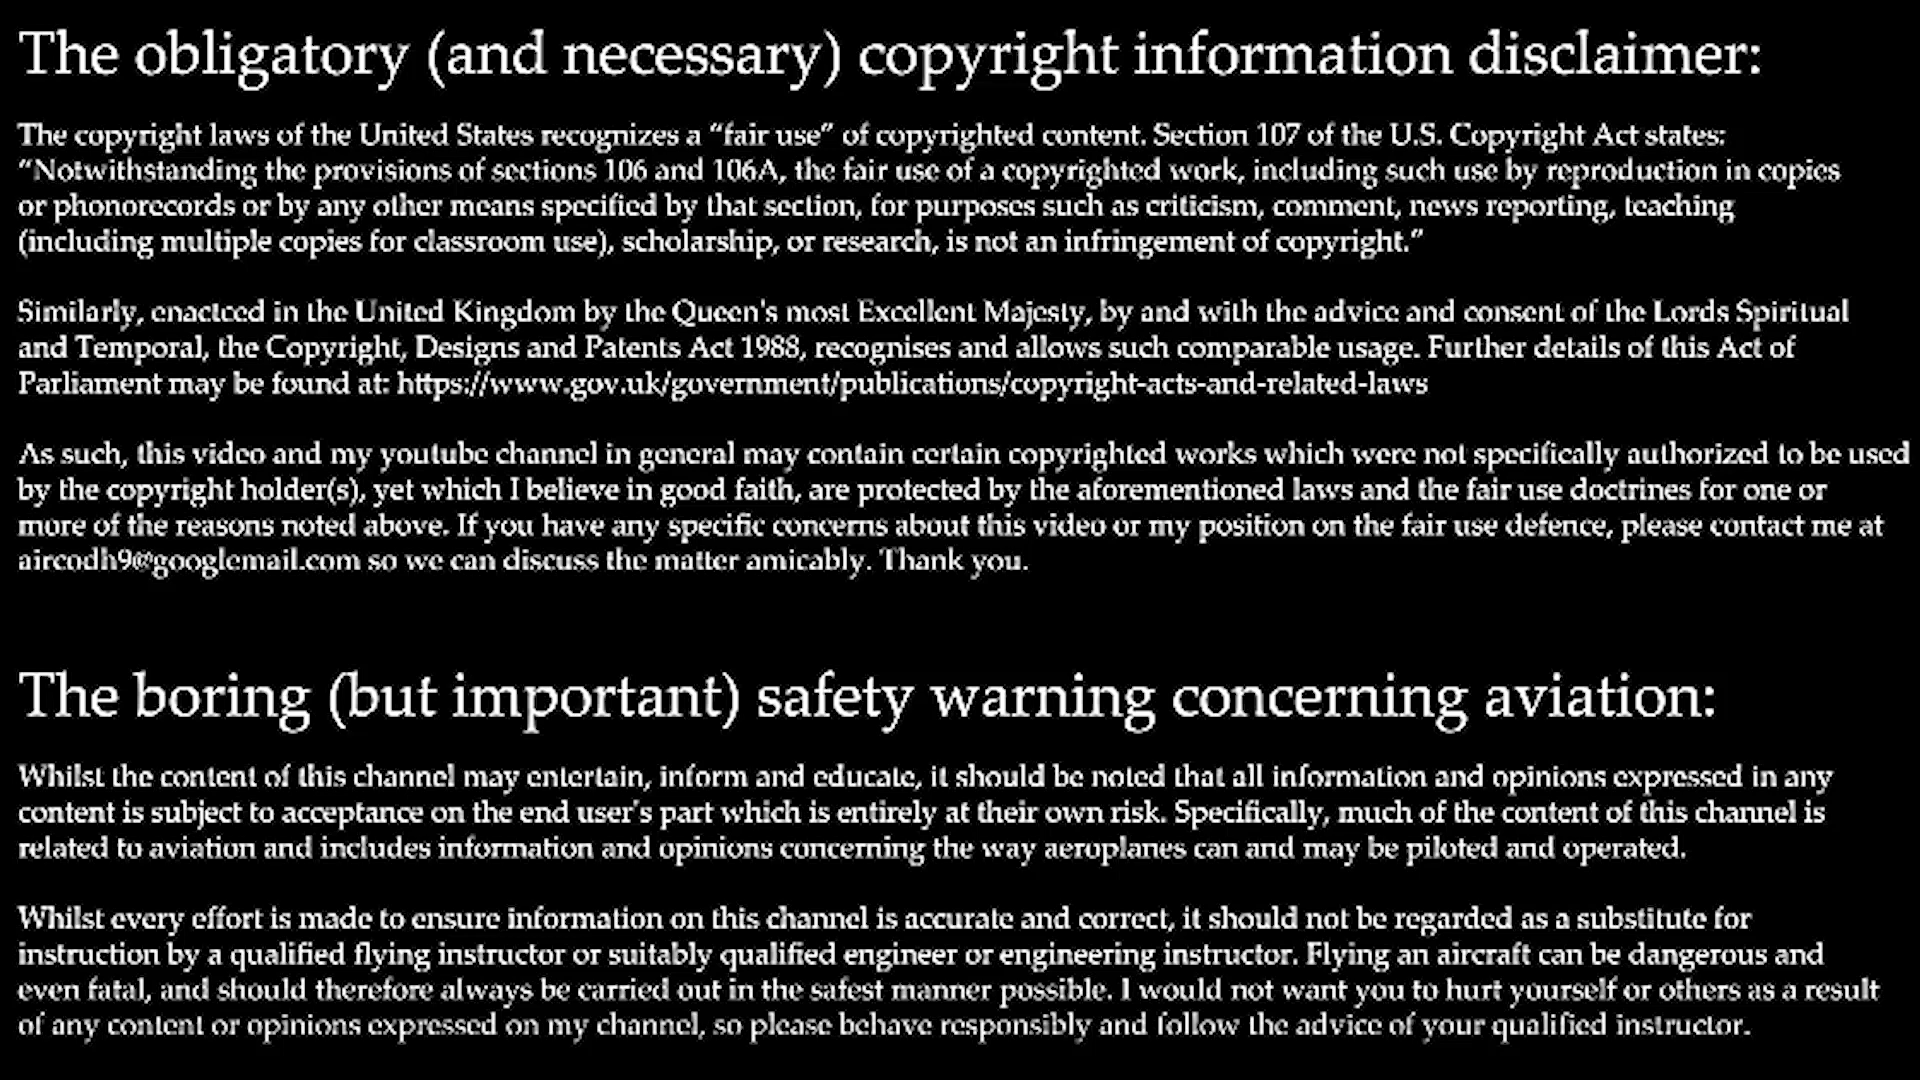 The obligatory (and necessary) copyright information disclaimer:
The copyright laws of the United States recognizes a “fair use” of copyrighted content. Section 107 of the U.S. Copyright Act states:
“Notwithstanding the provisions of sections 106 and 106A, the fair use of a copyrighted work, including such use by reproduction in copies
or phonorecords or by any other means specified by that section, for purposes such as criticism, comment, news reporting, teaching
(including multiple copies for classroom use), scholarship, or research, is not an infringement of copyright.”
Similarly, enactced in the United Kingdom by the Queen's most Excellent Majesty, by and with the advice and consent of the Lords Spiritual
and Temporal, the Copyright, Designs and Patents Act 1988, recognises and allows such comparable usage. Further details of this Act of
Parliament may be found at: https://www.gov.uk/government/publications/copyright-acts-and-related-laws
As such, this video and my youtube channel in general may contain certain copyrighted works which were not specifically authorized to be used
by the copyright holder(s), yet which I believe in good faith, are protected by the aforementioned laws and the fair use doctrines for one or
more of the reasons noted above. If you have any specific concerns about this video or my position on the fair use defence, please contact me at
aircodh9@googlemail.com so we can discuss the matter amicably. Thank you.
The boring (but important) safety warning concerning aviation:
Whilst the content of this channel may entertain, inform and educate, it should be noted that all information and opinions expressed in any
content is subject to acceptance on the end user's part which is entirely at their own risk. Specifically, much of the content of this channel is
related to aviation and includes information and opinions concerning the way aeroplanes can and may be piloted and operated.
Whilst every effort is made to ensure information on this channel is accurate and correct, it should not be regarded as a substitute for
instruction by a qualified flying instructor or suitably qualified engineer or engineering instructor. Flying an aircraft can be dangerous and
even fatal, and should therefore always be carried out in the safest manner possible. I would not want you to hurt yourself or others as a result
of any content or opinions expressed on my channel, so please behave responsibly and follow the advice of your qualified instructor.